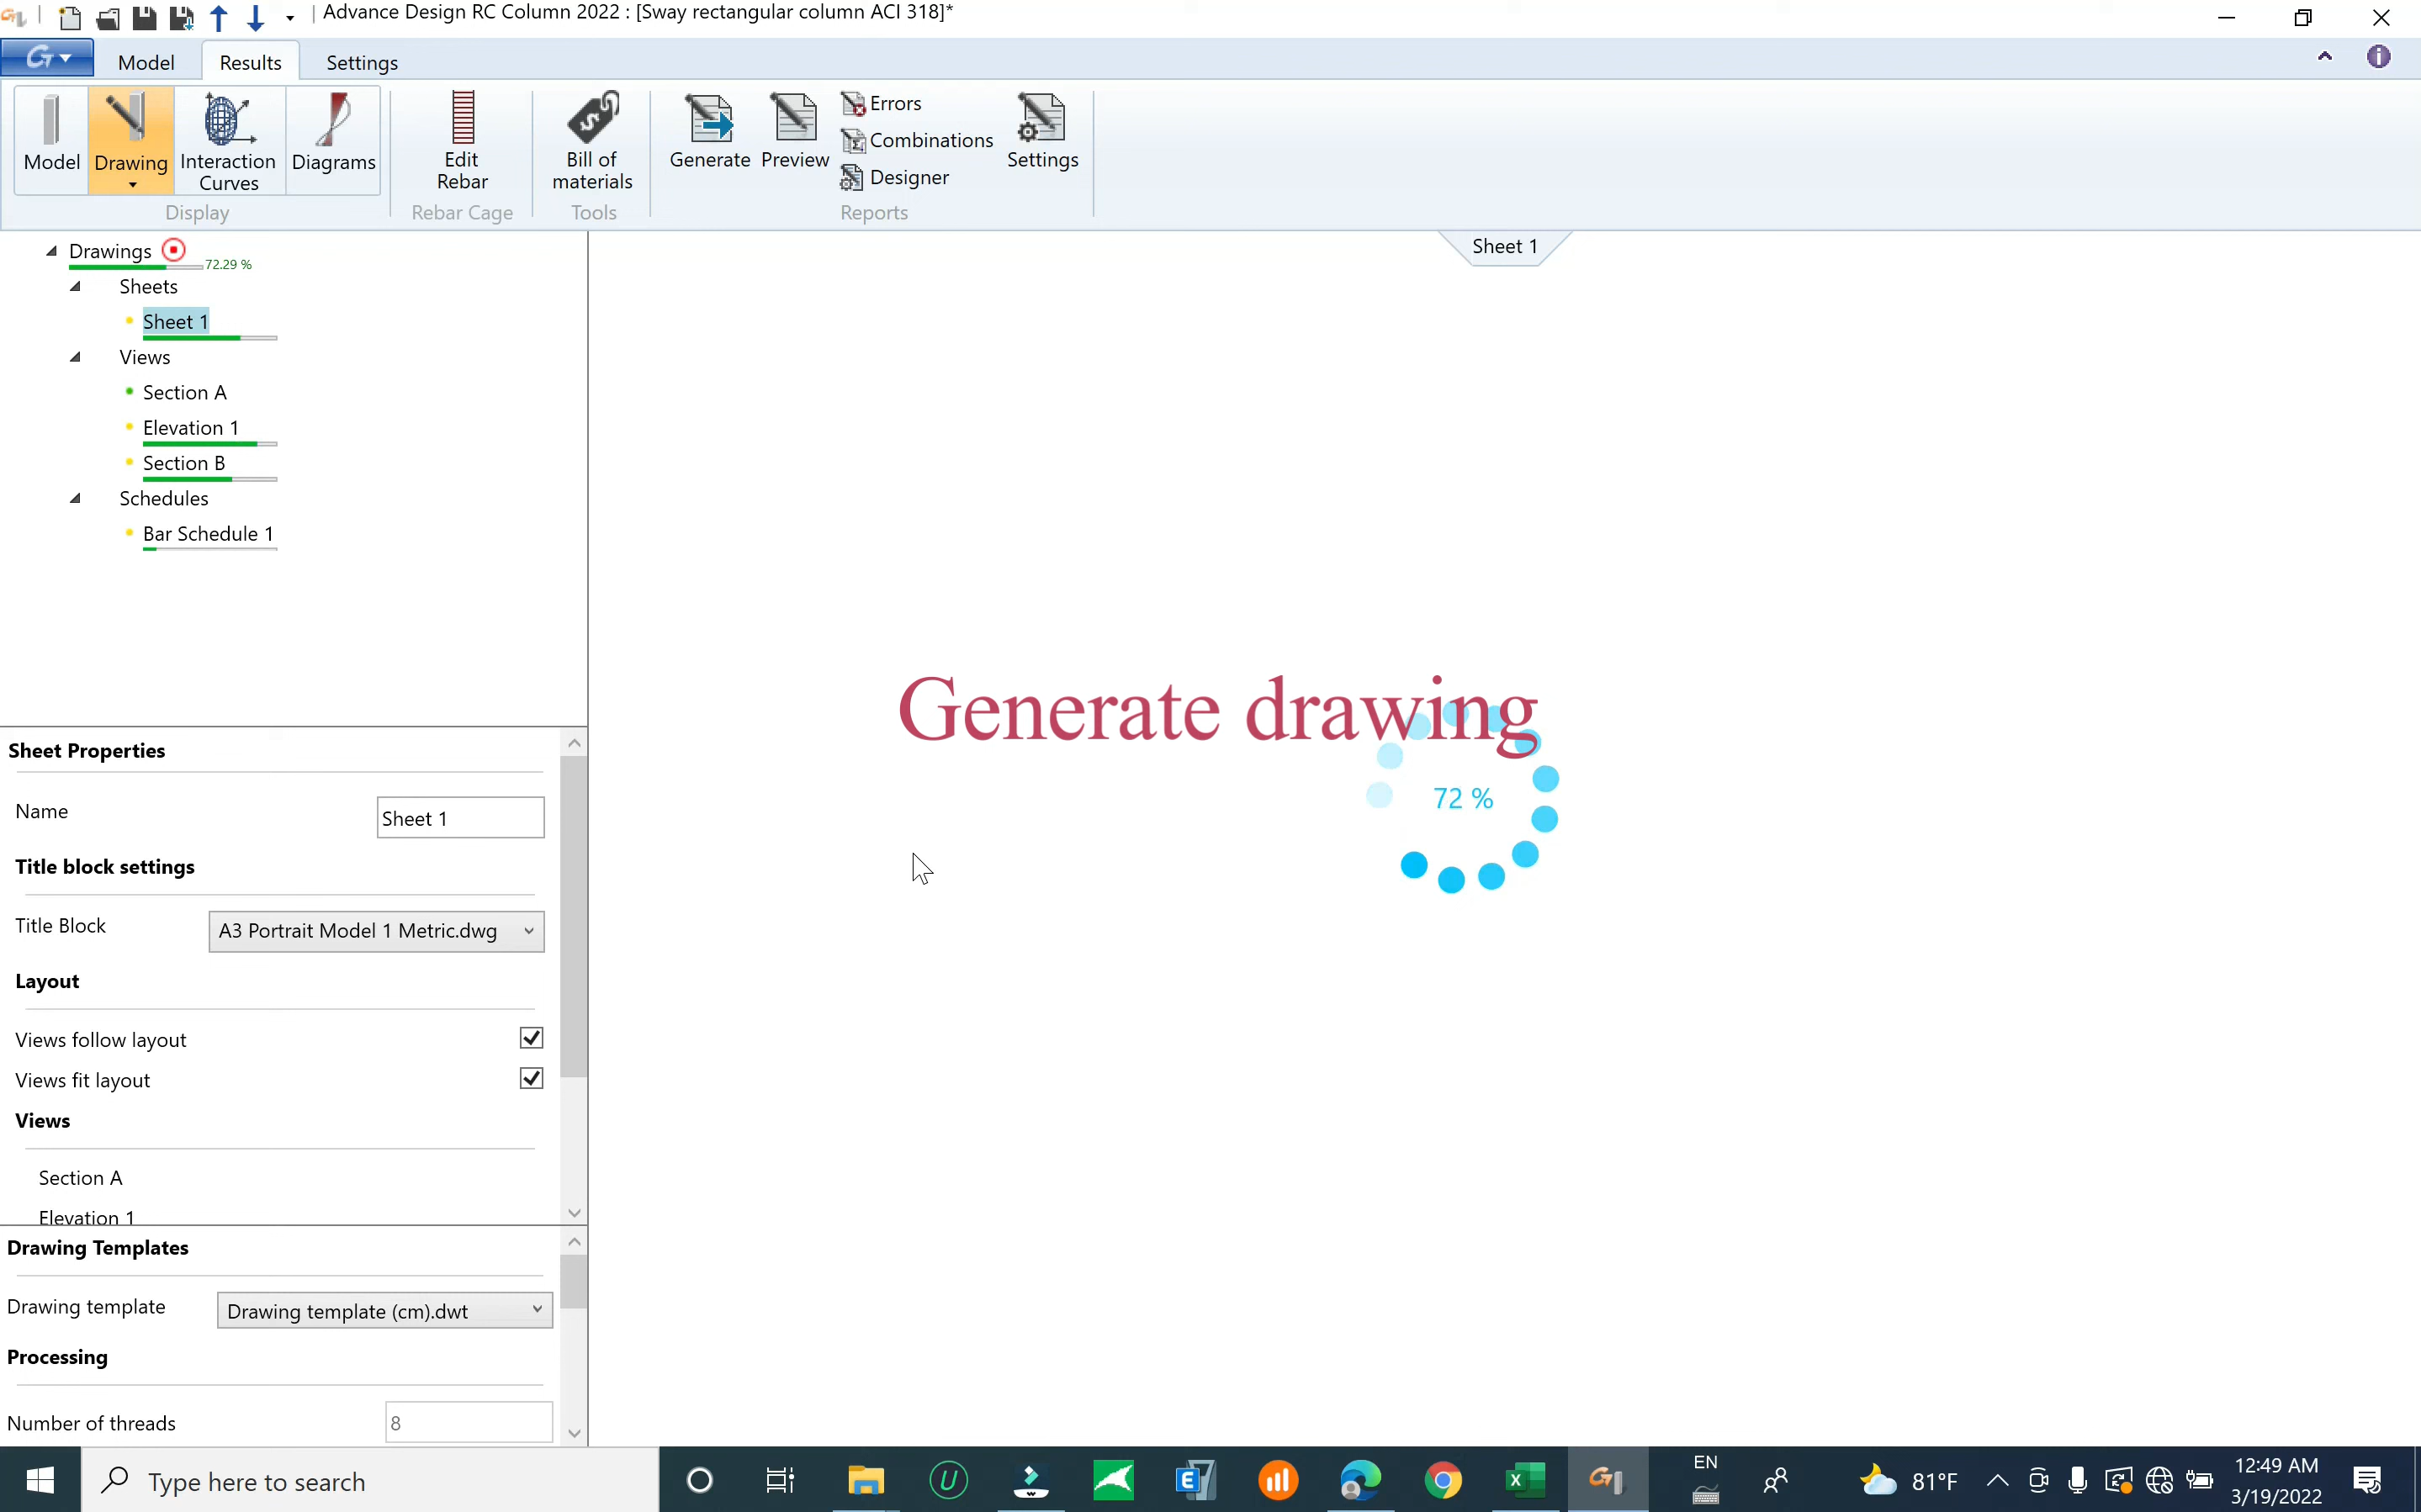 Advance Design RC Column 2022 : [Sway rectangular column ACI 318]*
Model
Results
Settings
Model
Drawing
Interaction
Curves
Diagrams
Display
Edit
Rebar
Rebar Cage
Bill of
materials
Tools
Generate
Preview
Errors
Combinations
Designer
Settings
Reports
Drawings
72.29 %
Sheets
Sheet 1
Views
Section A
Elevation 1
Section B
Schedules
Bar Schedule 1
Sheet 1
Generate drawing
72 %
Sheet Properties
Name
Sheet 1
Title block settings
Title Block
A3 Portrait Model 1 Metric.dwg
Layout
Views follow layout
Views fit layout
Views
Section A
Elevation 1
Drawing Templates
Drawing template
Drawing template (cm).dwt
Processing
Number of threads
8
Type here to search
EN
81°F
12:49 AM
3/19/2022